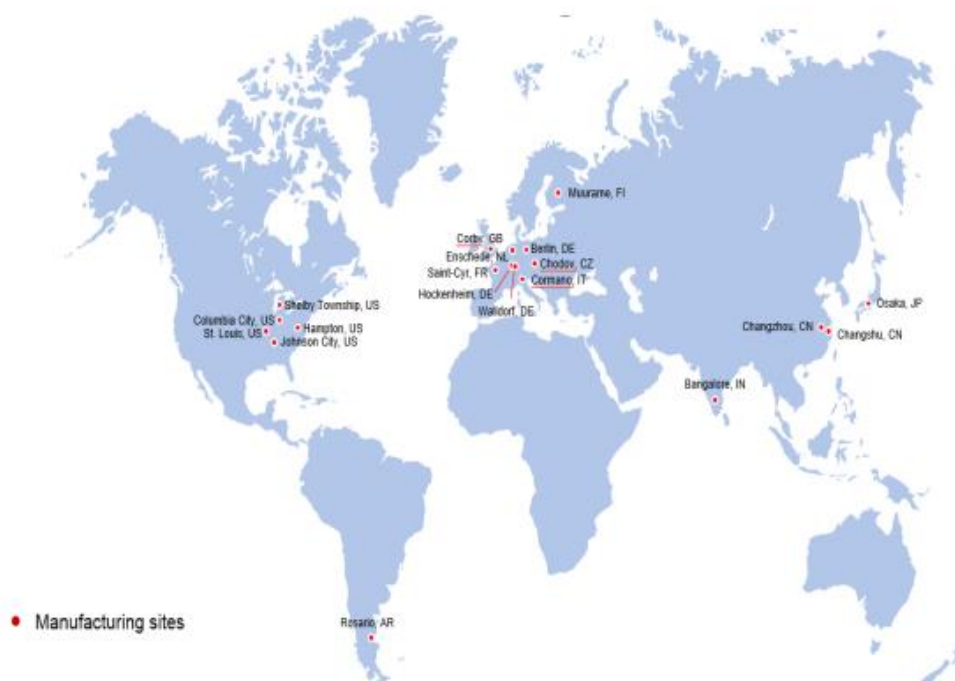 Muurame, FI
Corby, GB
Berlin, DE
Enschede, NL
Chodov, CZ
Saint-Cyr, FR
Cormano, IT
Hockenheim, DE
Walldorf, DE
Shelby Township, US
Osaka, JP
Columbia City, US
Hampton, US
St. Louis, US
Changzhou, CN
Changshu, CN
Johnson City, US
Bangalore, IN
Manufacturing sites
Rosario, AR